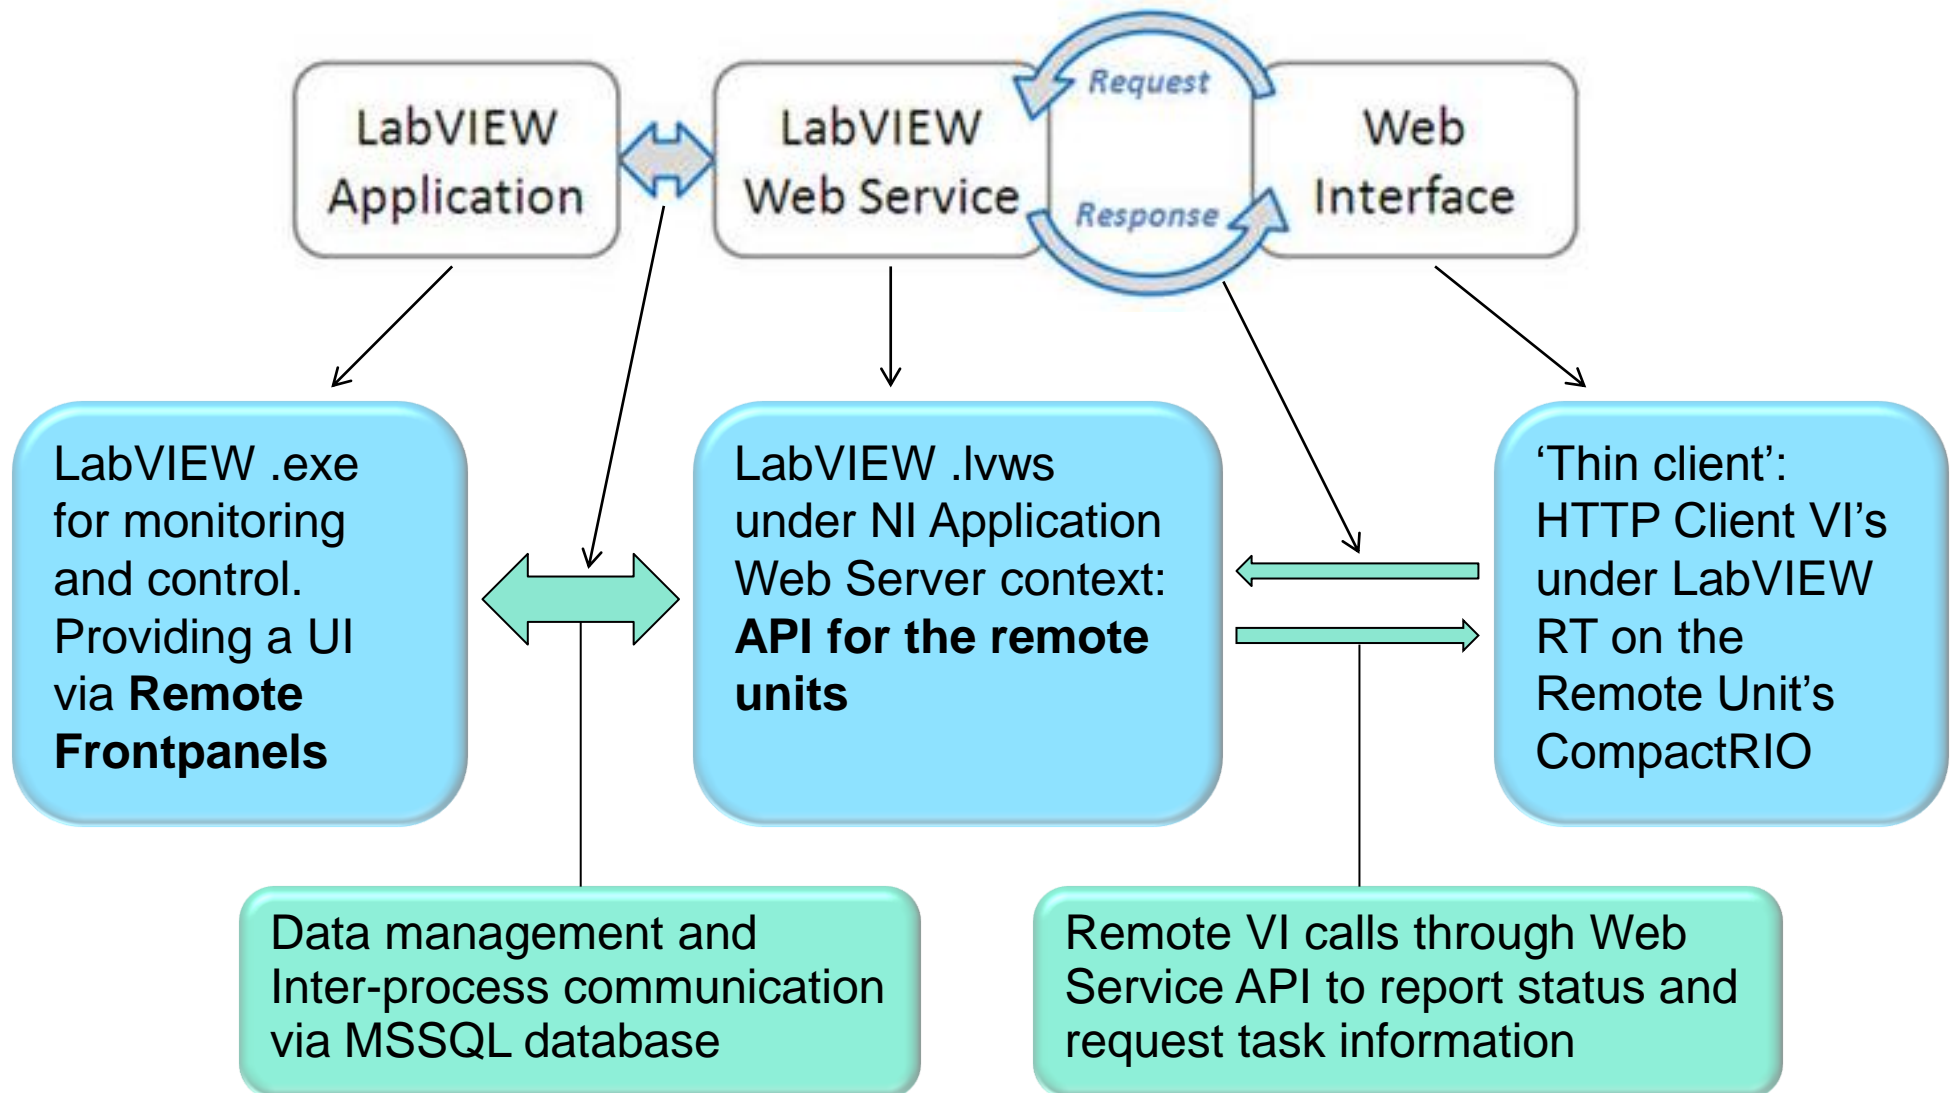 LabVIEW
Application
LabVIEW
Web Service
Request
Response
Web
Interface
LabVIEW .exe
for monitoring
and control.
Providing a UI
via Remote
Frontpanels
LabVIEW .lvws
under NI Application
Web Server context:
API for the remote
units
‘Thin client’:
HTTP Client VI’s
under LabVIEW
RT on the
Remote Unit’s
CompactRIO
Data management and
Inter-process communication
via MSSQL database
Remote VI calls through Web
Service API to report status and
request task information